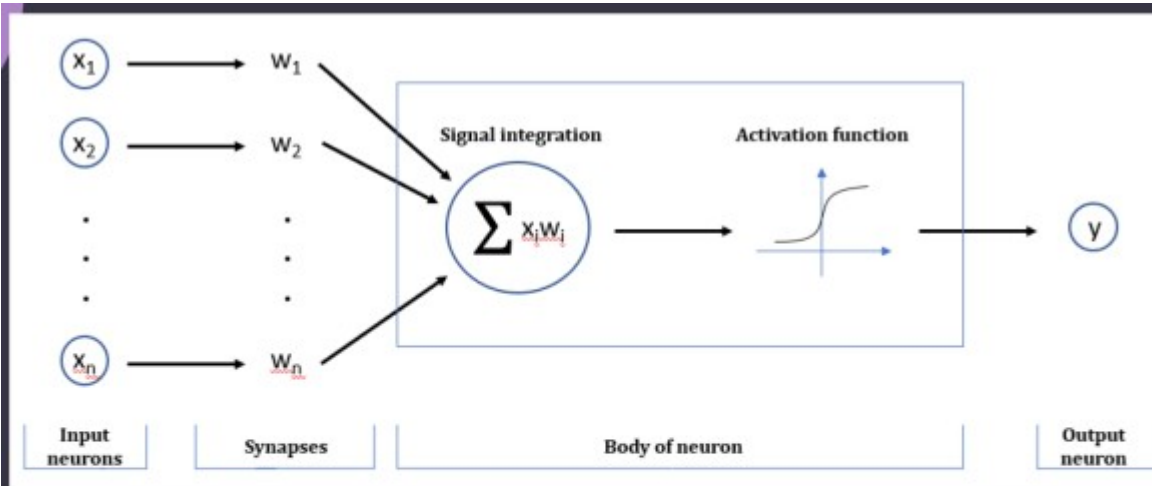 x₁ w₁
Signal integration Activation function
x₂ w₂
∑ xᵢwᵢ y
. .
. .
. .
xₙ wₙ
Input
neurons
Synapses
Body of neuron
Output
neuron